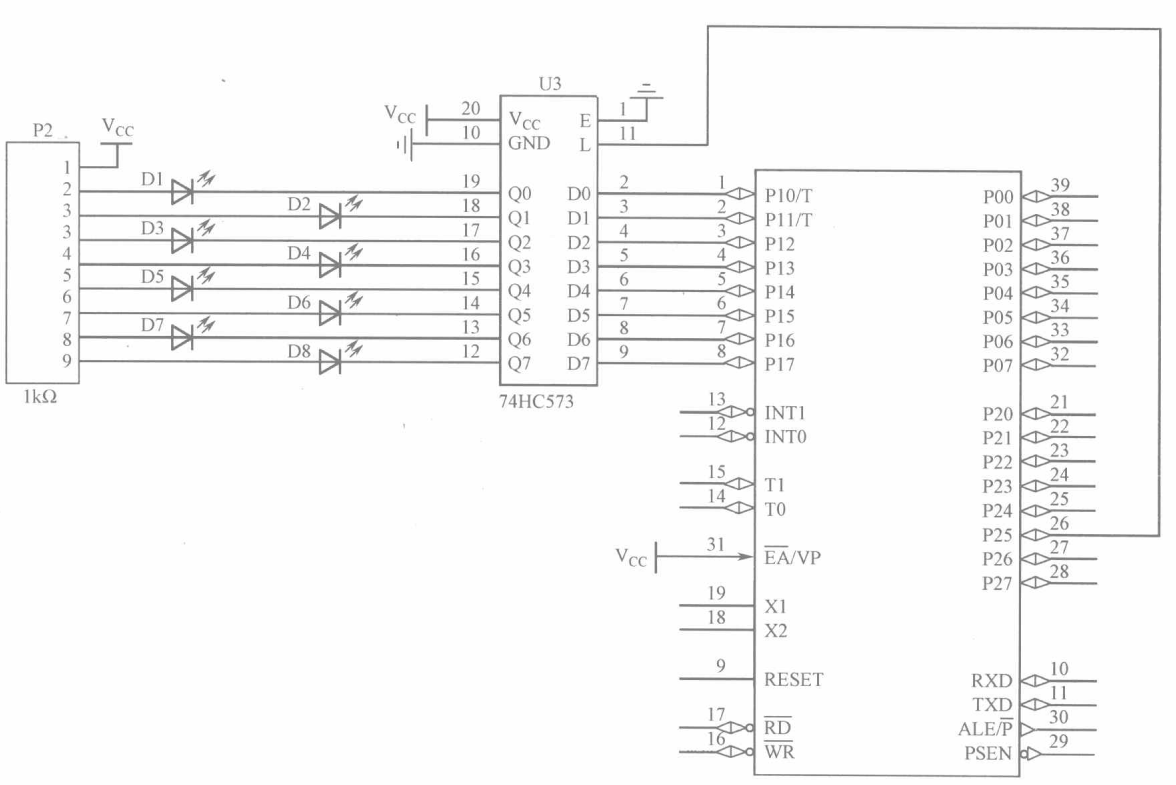 U3
P2
V_CC
1
2
3
3
4
5
6
7
8
9
1kΩ
D1
D2
D3
D4
D5
D6
D7
D8
V_CC
20 V_CC E 1
10 GND L 11
19 Q0 D0 2
18 Q1 D1 3
17 Q2 D2 4
16 Q3 D3 5
15 Q4 D4 6
14 Q5 D5 7
13 Q6 D6 8
12 Q7 D7 9
74HC573
1 P10/T P00 39
2 P11/T P01 38
3 P12 P02 37
4 P13 P03 36
5 P14 P04 35
6 P15 P05 34
7 P16 P06 33
8 P17 P07 32
13 INT1 P20 21
12 INT0 P21 22
P22 23
15 T1 P23 24
14 T0 P24 25
P25 26
V_CC 31 E̅A̅/VP P26 27
P27 28
19 X1
18 X2
9 RESET RXD 10
TXD 11
17 R̅D̅ ALE/P̅ 30
16 W̅R̅ PSEN 29